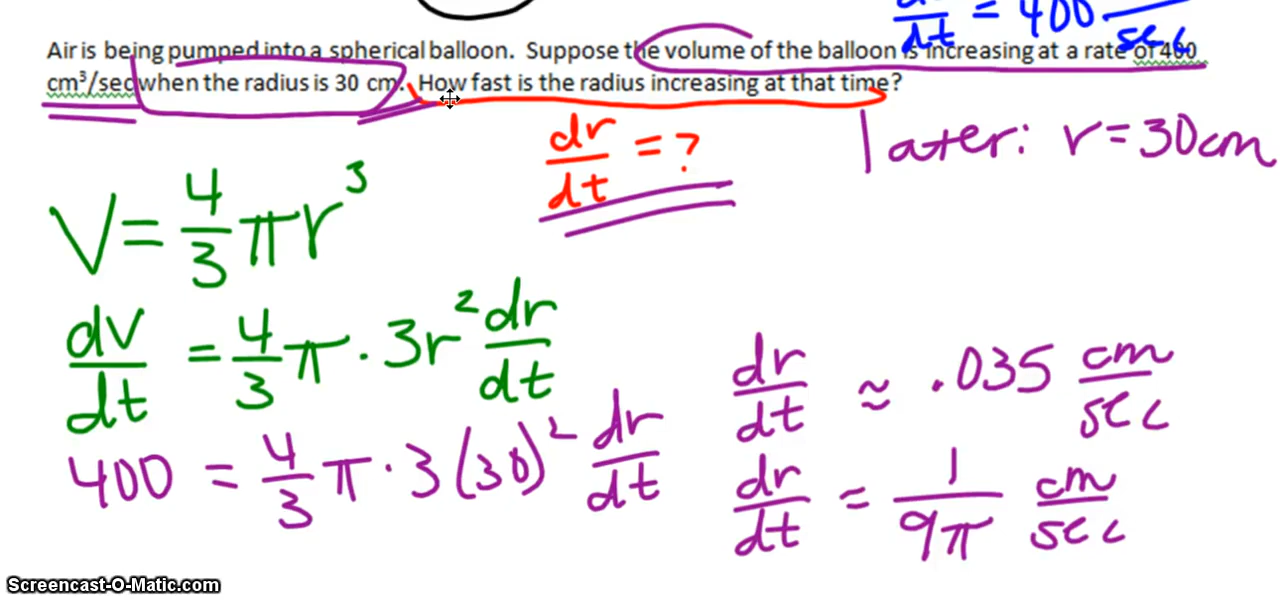 dv/dt = 400 /sec
Air is being pumped into a spherical balloon. Suppose the volume of the balloon is increasing at a rate of 400
cm³/sec when the radius is 30 cm. How fast is the radius increasing at that time?
dr/dt = ?
later: r = 30cm
V = 4/3 πr³
dv/dt = 4/3 π · 3r² dr/dt
400 = 4/3 π · 3(30)² dr/dt
dr/dt ≈ .035 cm/sec
dr/dt = 1/9π cm/sec
Screencast-O-Matic.com